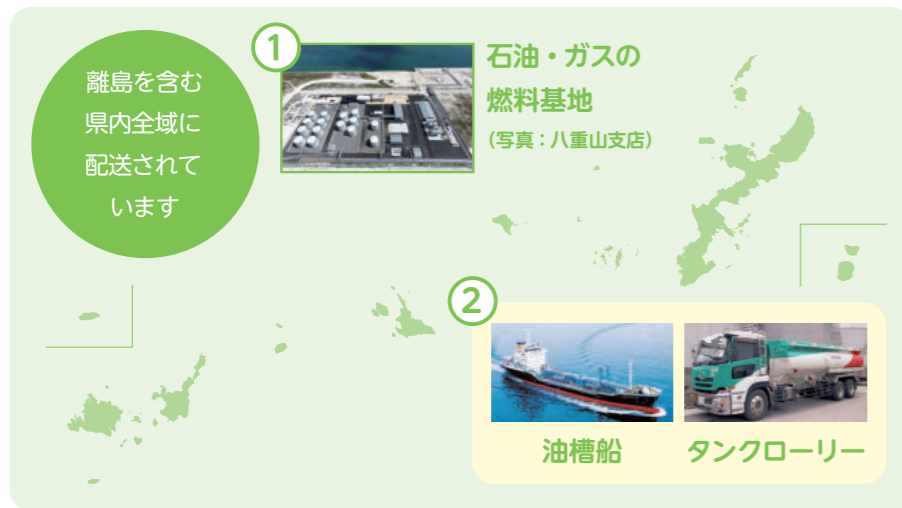 離島を含む
県内全域に
配送されて
います
①
石油・ガスの
燃料基地
（写真：八重山支店）
②
油槽船
タンクローリー